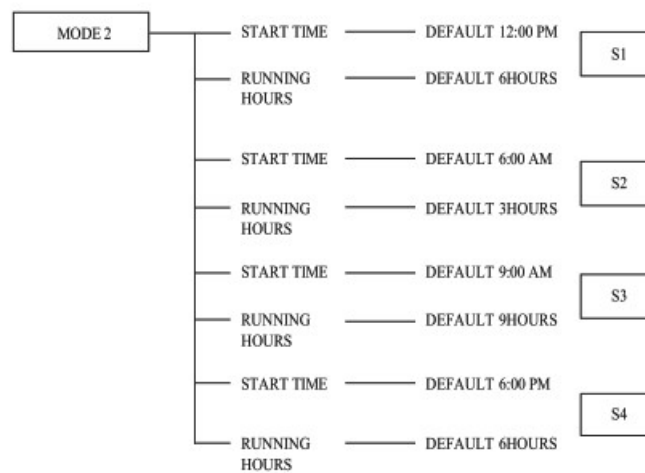 MODE 2
START TIME
DEFAULT 12:00 PM
S1
RUNNING
HOURS
DEFAULT 6HOURS
START TIME
DEFAULT 6:00 AM
S2
RUNNING
HOURS
DEFAULT 3HOURS
START TIME
DEFAULT 9:00 AM
S3
RUNNING
HOURS
DEFAULT 9HOURS
START TIME
DEFAULT 6:00 PM
S4
RUNNING
HOURS
DEFAULT 6HOURS